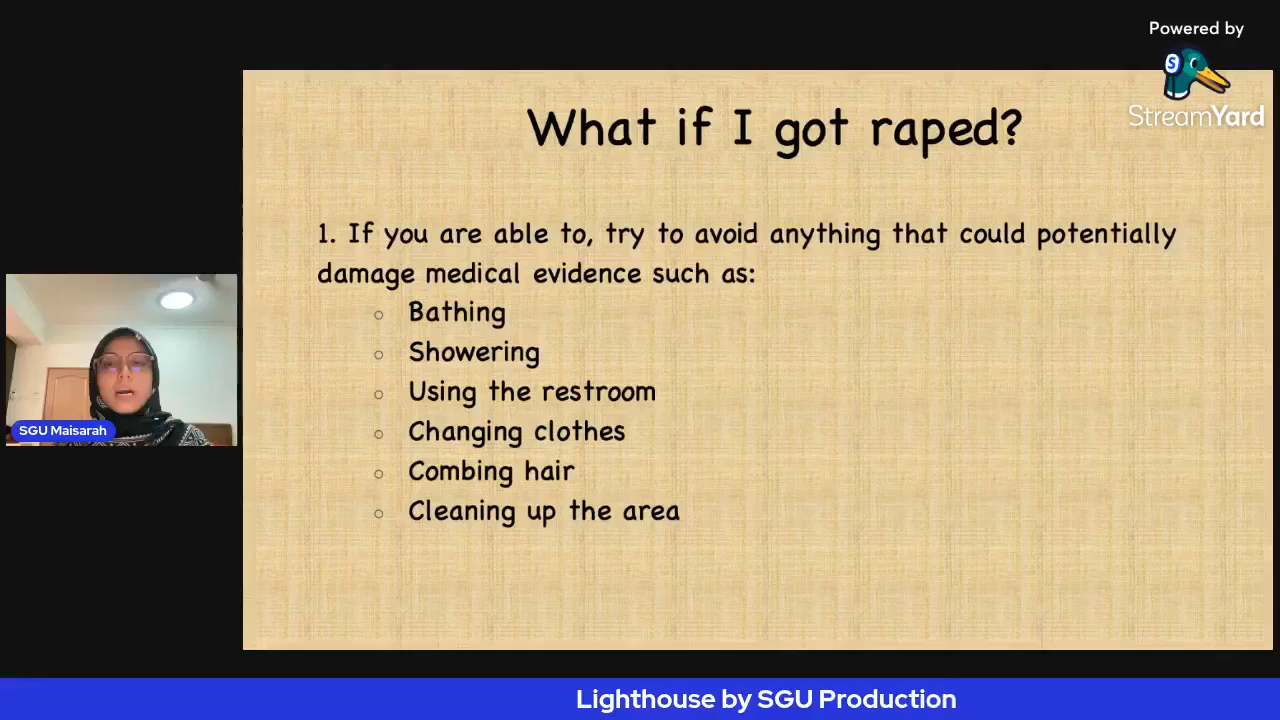 Powered by
StreamYard
What if I got raped?
1. If you are able to, try to avoid anything that could potentially
damage medical evidence such as:
Bathing
Showering
Using the restroom
Changing clothes
Combing hair
Cleaning up the area
SGU Maisarah
Lighthouse by SGU Production